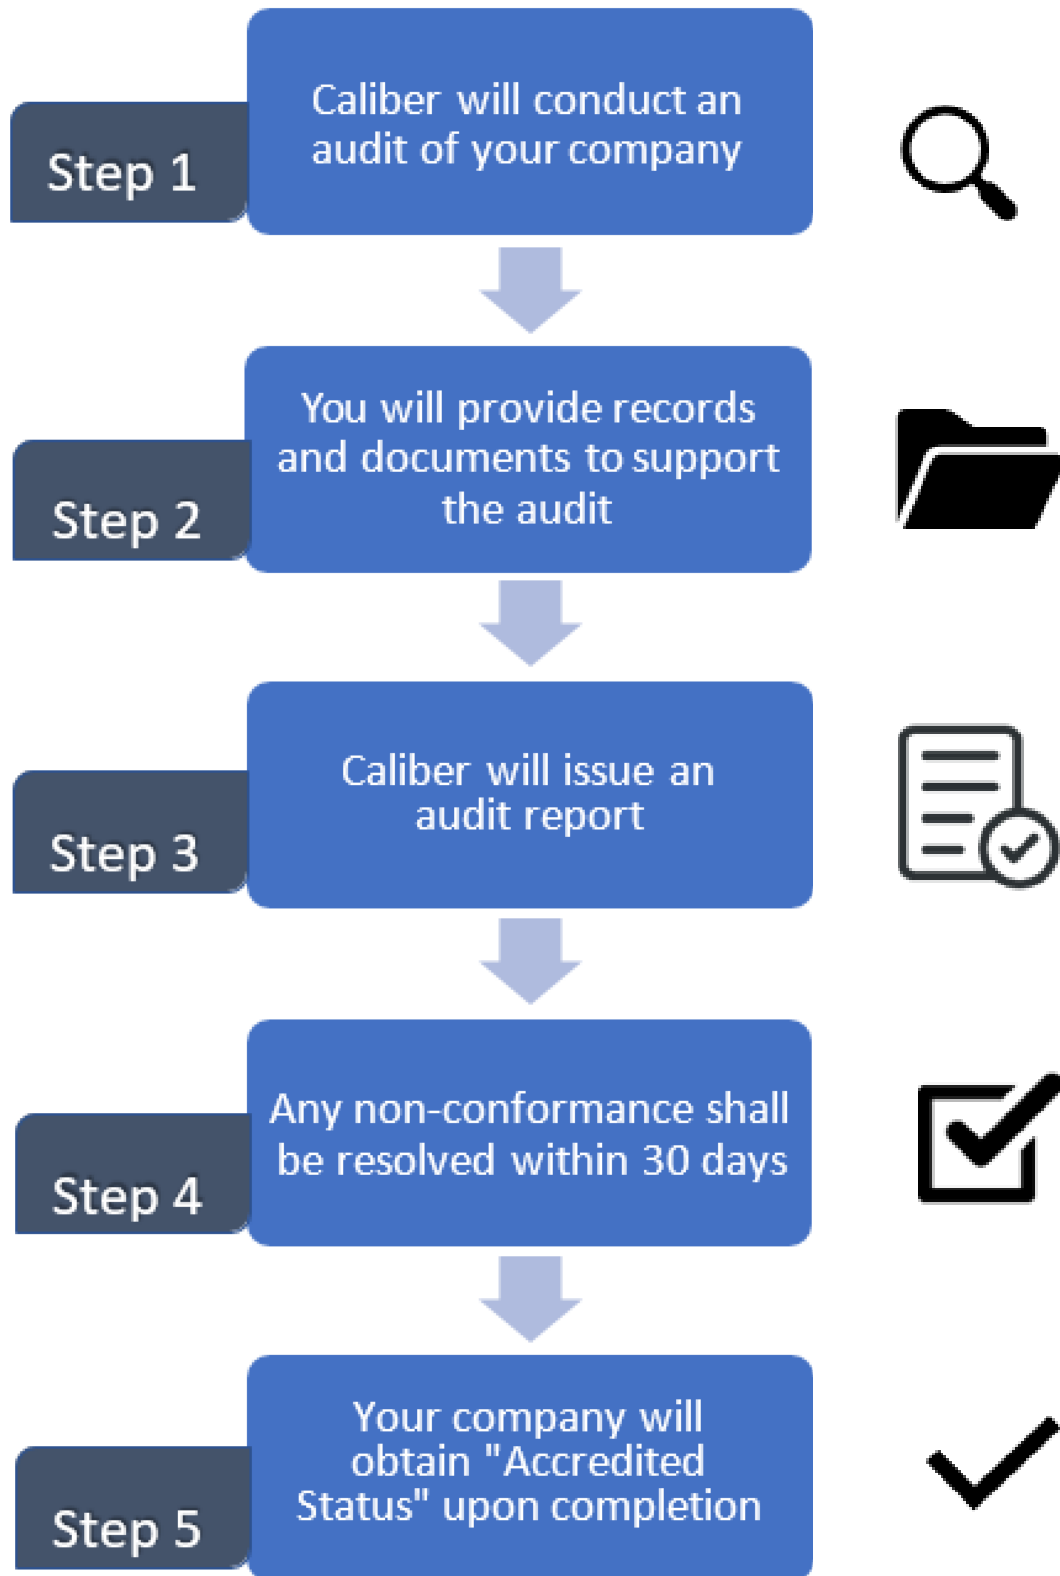 Caliber will conduct an
audit of your company
Step 1
You will provide records
and documents to support
the audit
Step 2
Caliber will issue an
audit report
Step 3
Any non-conformance shall
be resolved within 30 days
Step 4
Your company will
obtain "Accredited
Status" upon completion
Step 5